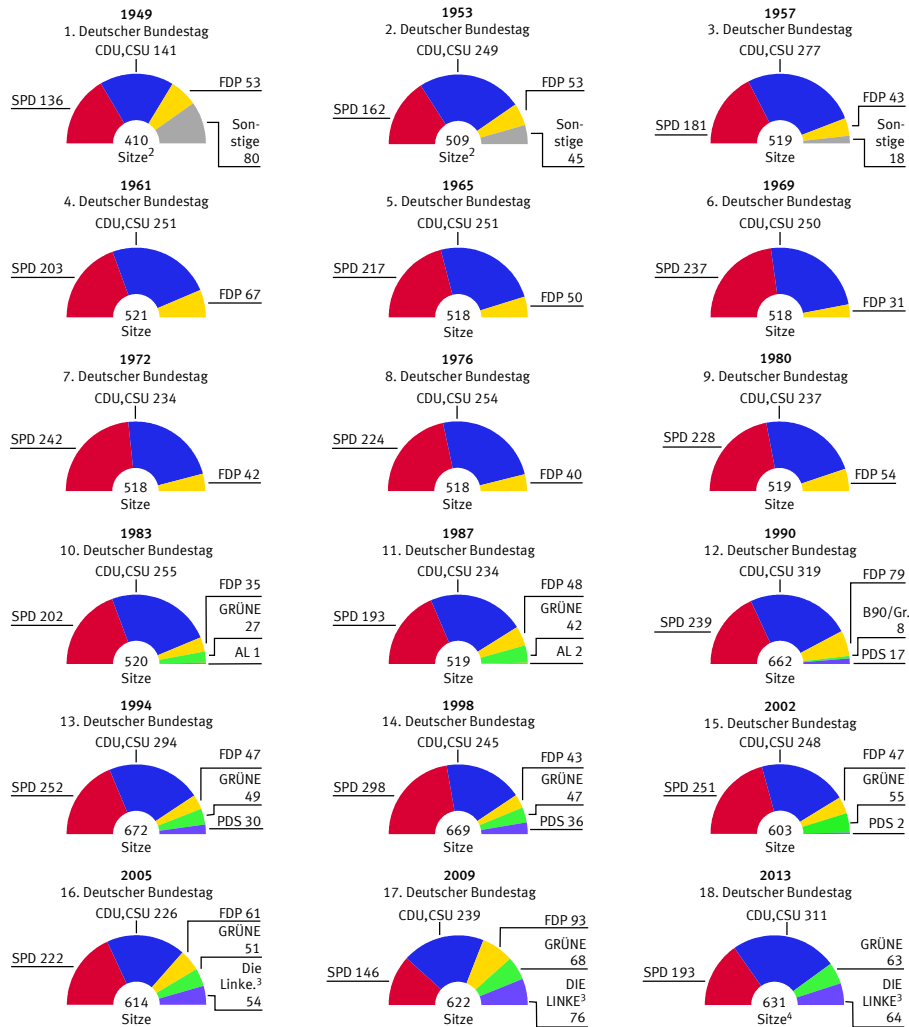 1949
1. Deutscher Bundestag
CDU,CSU 141
FDP 53
SPD 136
Son-
stige
80
410
Sitze²
1953
2. Deutscher Bundestag
CDU,CSU 249
FDP 53
SPD 162
Son-
stige
45
509
Sitze²
1957
3. Deutscher Bundestag
CDU,CSU 277
FDP 43
SPD 181
Son-
stige
18
519
Sitze
1961
4. Deutscher Bundestag
CDU,CSU 251
SPD 203
FDP 67
521
Sitze
1965
5. Deutscher Bundestag
CDU,CSU 251
SPD 217
FDP 50
518
Sitze
1969
6. Deutscher Bundestag
CDU,CSU 250
SPD 237
FDP 31
518
Sitze
1972
7. Deutscher Bundestag
CDU,CSU 234
SPD 242
FDP 42
518
Sitze
1976
8. Deutscher Bundestag
CDU,CSU 254
SPD 224
FDP 40
518
Sitze
1980
9. Deutscher Bundestag
CDU,CSU 237
SPD 228
FDP 54
519
Sitze
1983
10. Deutscher Bundestag
CDU,CSU 255
FDP 35
SPD 202
GRÜNE
27
AL 1
520
Sitze
1987
11. Deutscher Bundestag
CDU,CSU 234
FDP 48
SPD 193
GRÜNE
42
AL 2
519
Sitze
1990
12. Deutscher Bundestag
CDU,CSU 319
FDP 79
SPD 239
B90/Gr.
8
PDS 17
662
Sitze
1994
13. Deutscher Bundestag
CDU,CSU 294
FDP 47
SPD 252
GRÜNE
49
PDS 30
672
Sitze
1998
14. Deutscher Bundestag
CDU,CSU 245
FDP 43
SPD 298
GRÜNE
47
PDS 36
669
Sitze
2002
15. Deutscher Bundestag
CDU,CSU 248
FDP 47
SPD 251
GRÜNE
55
PDS 2
603
Sitze
2005
16. Deutscher Bundestag
CDU,CSU 226
FDP 61
GRÜNE
51
SPD 222
Die
Linke.³
54
614
Sitze
2009
17. Deutscher Bundestag
CDU,CSU 239
FDP 93
GRÜNE
68
SPD 146
DIE
LINKE³
76
622
Sitze
2013
18. Deutscher Bundestag
CDU,CSU 311
GRÜNE
63
SPD 193
DIE
LINKE³
64
631
Sitze⁴